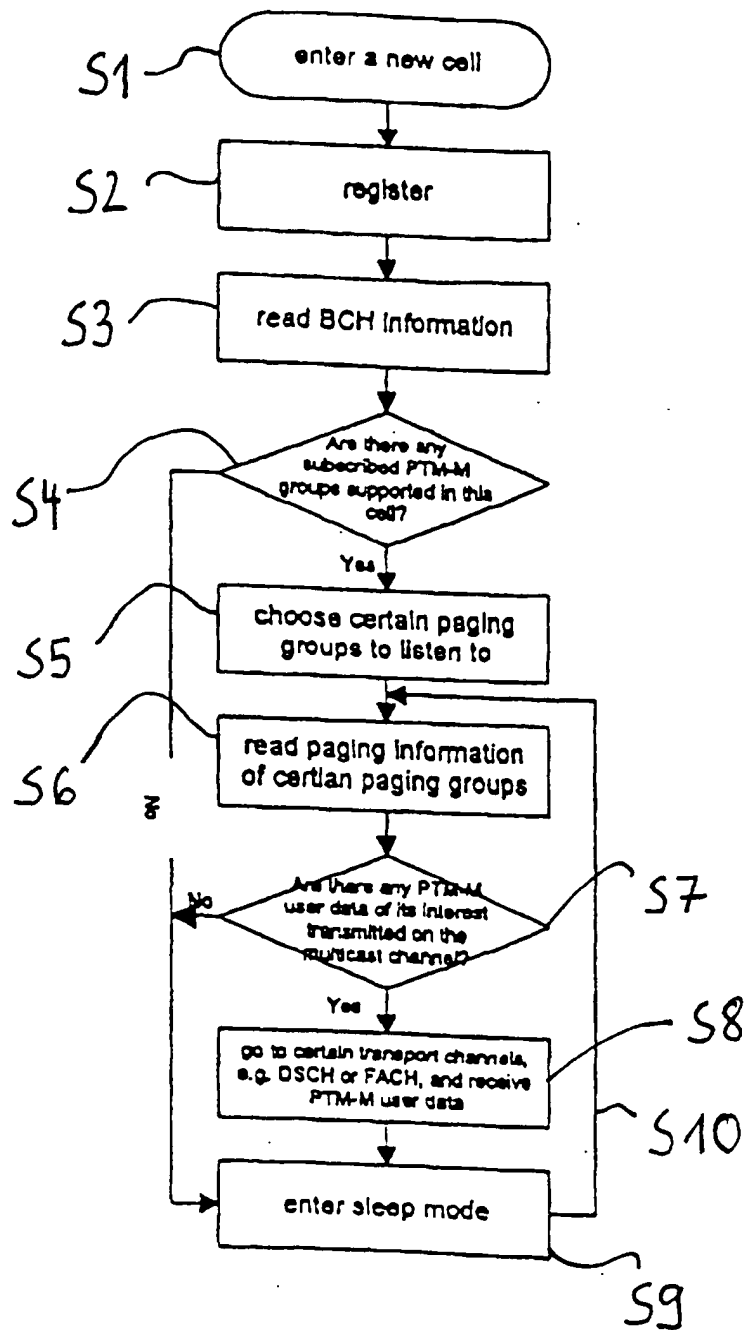 S1
enter a new cell
S2
register
S3
read BCH information
S4
Are there any
subscribed PTM-M
groups supported in this
cell?
Yes
S5
choose certain paging
groups to listen to
S6
read paging information
of certian paging groups
No
S7
Are there any PTM-M
user data of its interest
transmitted on the
multicast channel?
No
Yes
S8
go to certain transport channels,
e.g. DSCH or FACH, and receive
PTM-M user data
S10
enter sleep mode
S9